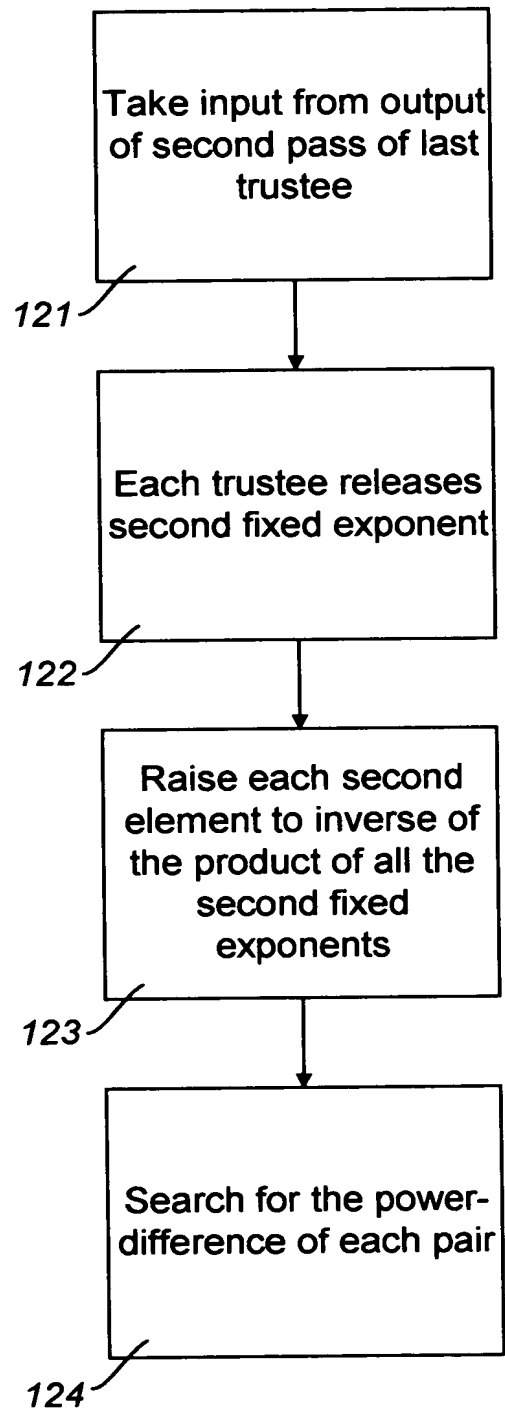 Take input from output
of second pass of last
trustee
121
Each trustee releases
second fixed exponent
122
Raise each second
element to inverse of
the product of all the
second fixed
exponents
123
Search for the power-
difference of each pair
124